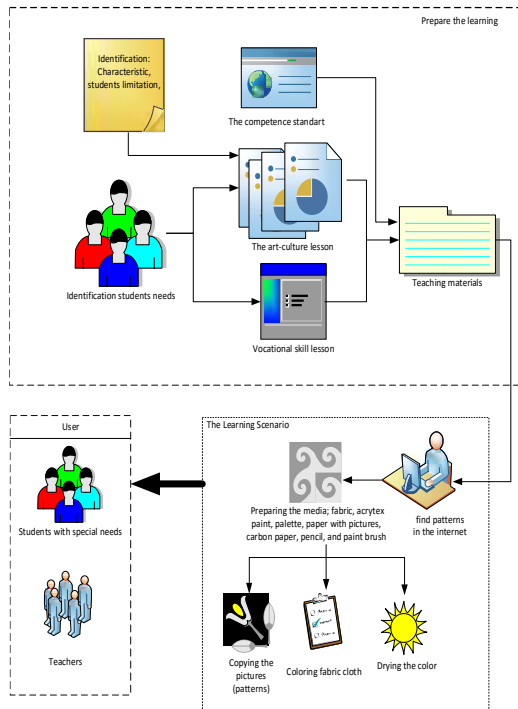 Prepare the learning
Identification:
Characteristic,
students limitation,
The competence standart
The art-culture lesson
Identification students needs
Teaching materials
Vocational skill lesson
User
The Learning Scenario
Students with special needs
Preparing the media; fabric, acrytex
paint, palette, paper with pictures,
carbon paper, pencil, and paint brush
find patterns
in the internet
Teachers
Copying the
pictures
(patterns)
Coloring fabric cloth
Drying the color